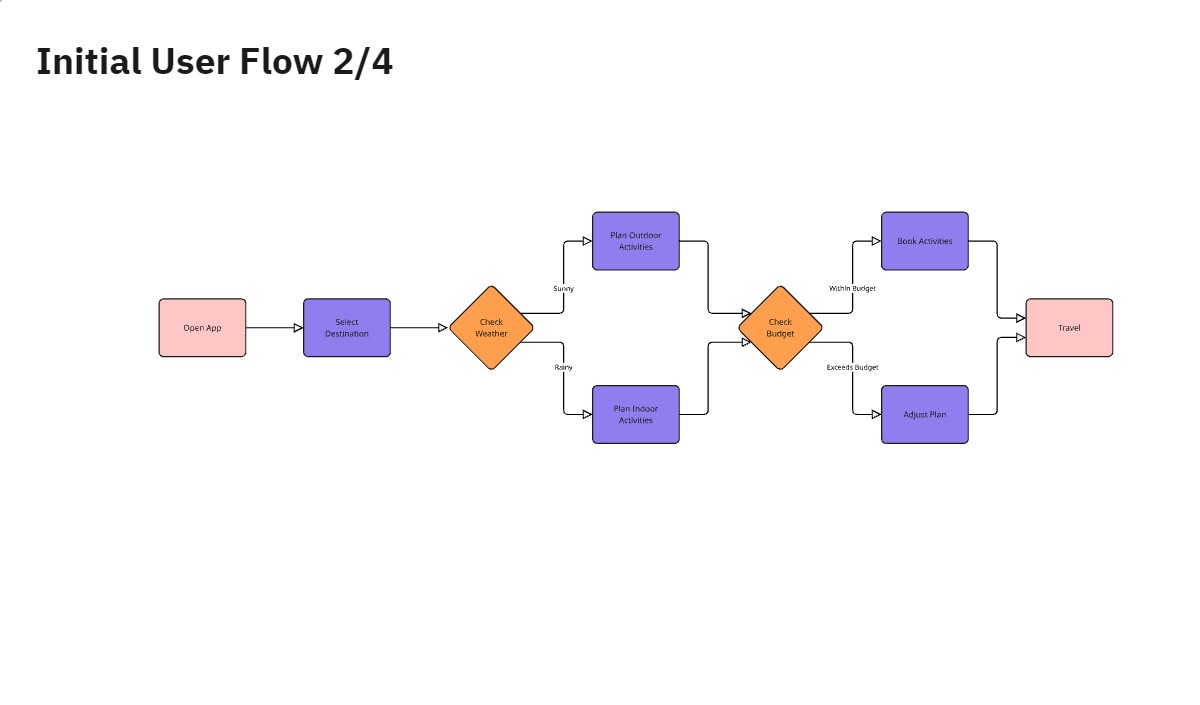 Initial User Flow 2/4
Open App
Select
Destination
Check
Weather
Sunny
Rainy
Plan Outdoor
Activities
Plan Indoor
Activities
Check
Budget
Within Budget
Exceeds Budget
Book Activities
Adjust Plan
Travel